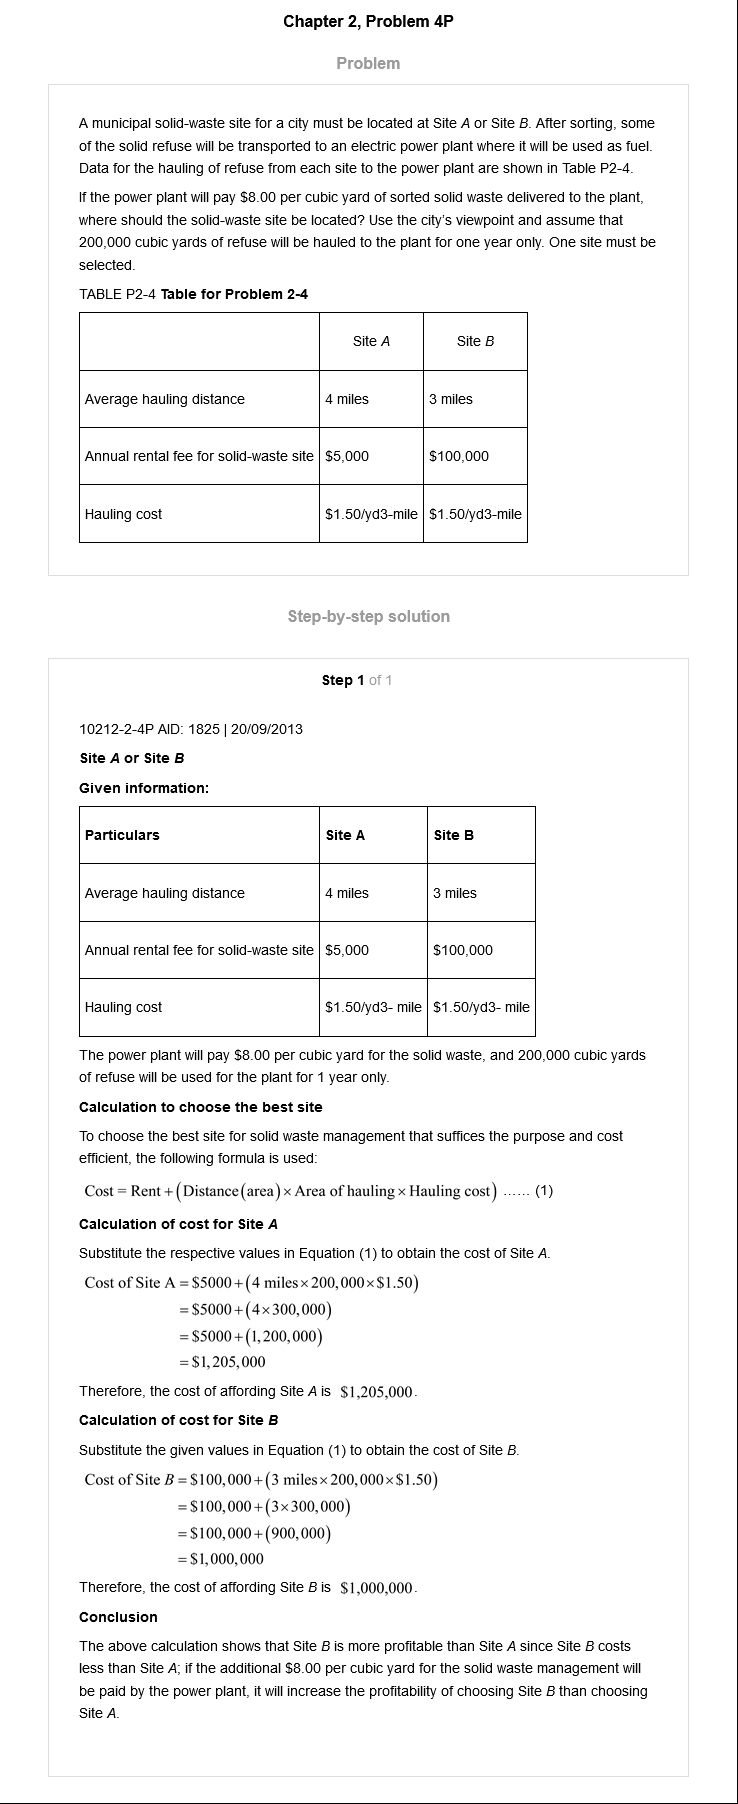 Chapter 2, Problem 4P
Problem
A municipal solid-waste site for a city must be located at Site A or Site B. After sorting, some
of the solid refuse will be transported to an electric power plant where it will be used as fuel.
Data for the hauling of refuse from each site to the power plant are shown in Table P2-4.
If the power plant will pay $8.00 per cubic yard of sorted solid waste delivered to the plant,
where should the solid-waste site be located? Use the city's viewpoint and assume that
200,000 cubic yards of refuse will be hauled to the plant for one year only. One site must be
selected.
TABLE P2-4 Table for Problem 2-4
Site A Site B
Average hauling distance 4 miles 3 miles
Annual rental fee for solid-waste site $5,000 $100,000
Hauling cost $1.50/yd3-mile $1.50/yd3-mile
Step-by-step solution
Step 1 of 1
10212-2-4P AID: 1825 | 20/09/2013
Site A or Site B
Given information:
Particulars Site A Site B
Average hauling distance 4 miles 3 miles
Annual rental fee for solid-waste site $5,000 $100,000
Hauling cost $1.50/yd3- mile $1.50/yd3- mile
The power plant will pay $8.00 per cubic yard for the solid waste, and 200,000 cubic yards
of refuse will be used for the plant for 1 year only.
Calculation to choose the best site
To choose the best site for solid waste management that suffices the purpose and cost
efficient, the following formula is used:
Cost = Rent + (Distance(area) × Area of hauling × Hauling cost) ...... (1)
Calculation of cost for Site A
Substitute the respective values in Equation (1) to obtain the cost of Site A.
Cost of Site A = $5000 + (4 miles × 200,000 × $1.50)
= $5000 + (4 × 300,000)
= $5000 + (1,200,000)
= $1,205,000
Therefore, the cost of affording Site A is $1,205,000.
Calculation of cost for Site B
Substitute the given values in Equation (1) to obtain the cost of Site B.
Cost of Site B = $100,000 + (3 miles × 200,000 × $1.50)
= $100,000 + (3 × 300,000)
= $100,000 + (900,000)
= $1,000,000
Therefore, the cost of affording Site B is $1,000,000.
Conclusion
The above calculation shows that Site B is more profitable than Site A since Site B costs
less than Site A; if the additional $8.00 per cubic yard for the solid waste management will
be paid by the power plant, it will increase the profitability of choosing Site B than choosing
Site A.